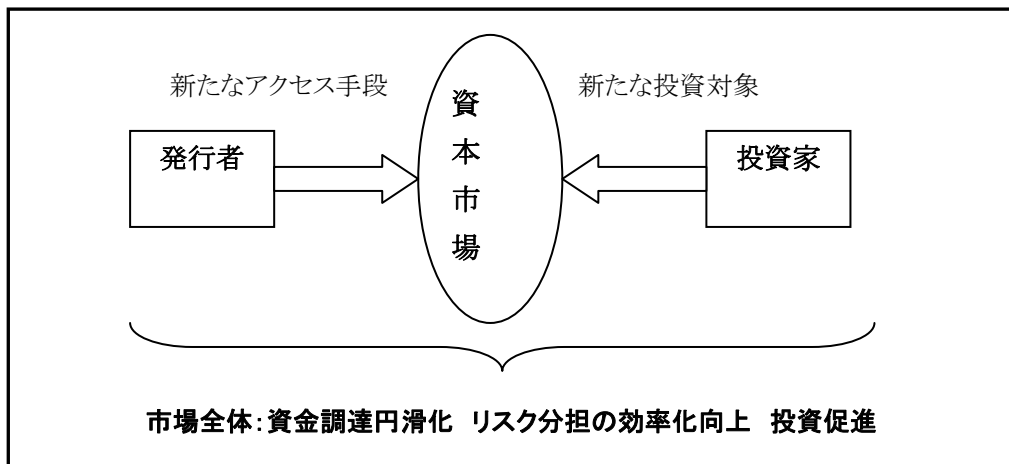 新たなアクセス手段
新たな投資対象
発行者
資本市場
投資家
市場全体：資金調達円滑化 リスク分担の効率化向上 投資促進